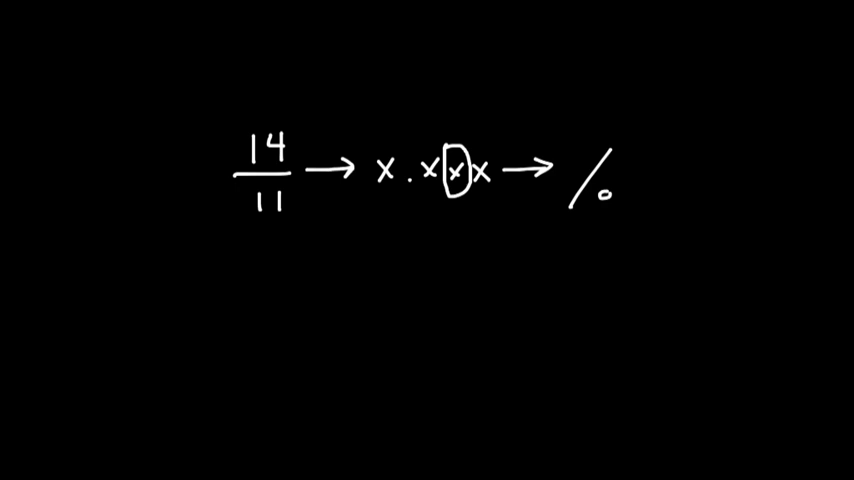 14/11 → x.xxx → %